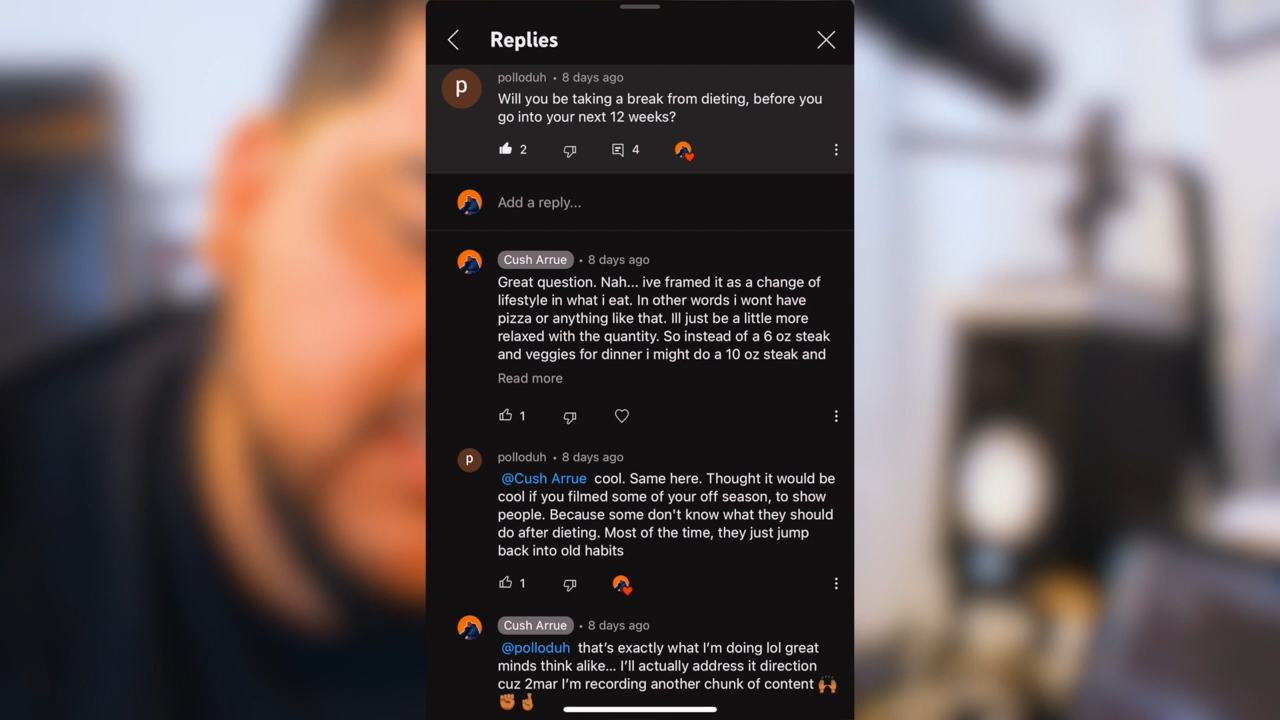 Replies
polloduh • 8 days ago
Will you be taking a break from dieting, before you
go into your next 12 weeks?
2
4
Add a reply...
Cush Arrue • 8 days ago
Great question. Nah... ive framed it as a change of
lifestyle in what i eat. In other words i wont have
pizza or anything like that. Ill just be a little more
relaxed with the quantity. So instead of a 6 oz steak
and veggies for dinner i might do a 10 oz steak and
Read more
1
polloduh • 8 days ago
@Cush Arrue cool. Same here. Thought it would be
cool if you filmed some of your off season, to show
people. Because some don't know what they should
do after dieting. Most of the time, they just jump
back into old habits
1
Cush Arrue • 8 days ago
@polloduh that’s exactly what I’m doing lol great
minds think alike... I’ll actually address it direction
cuz 2mar I’m recording another chunk of content 🙌🏾
✊🏾🤞🏾